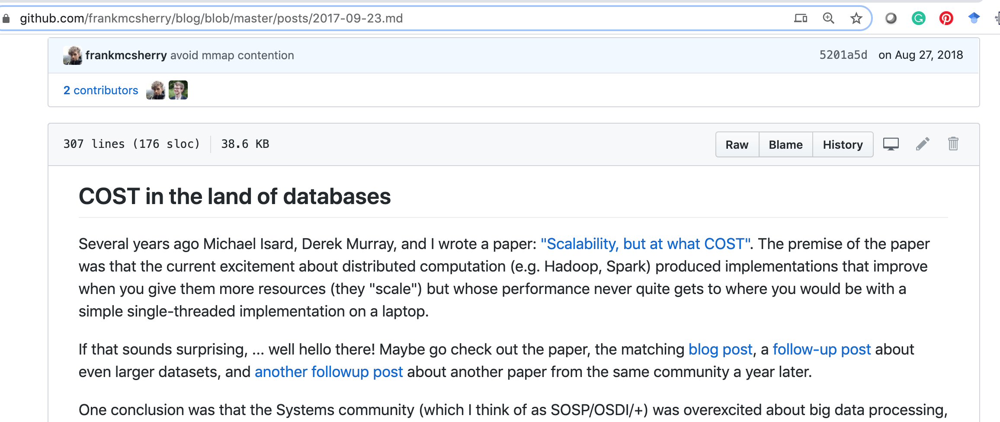 github.com/frankmcsherry/blog/blob/master/posts/2017-09-23.md
frankmcsherry avoid mmap contention 5201a5d on Aug 27, 2018
2 contributors
307 lines (176 sloc) 38.6 KB Raw Blame History
COST in the land of databases
Several years ago Michael Isard, Derek Murray, and I wrote a paper: "Scalability, but at what COST". The premise of the paper
was that the current excitement about distributed computation (e.g. Hadoop, Spark) produced implementations that improve
when you give them more resources (they "scale") but whose performance never quite gets to where you would be with a
simple single-threaded implementation on a laptop.
If that sounds surprising, ... well hello there! Maybe go check out the paper, the matching blog post, a follow-up post about
even larger datasets, and another followup post about another paper from the same community a year later.
One conclusion was that the Systems community (which I think of as SOSP/OSDI/+) was overexcited about big data processing,